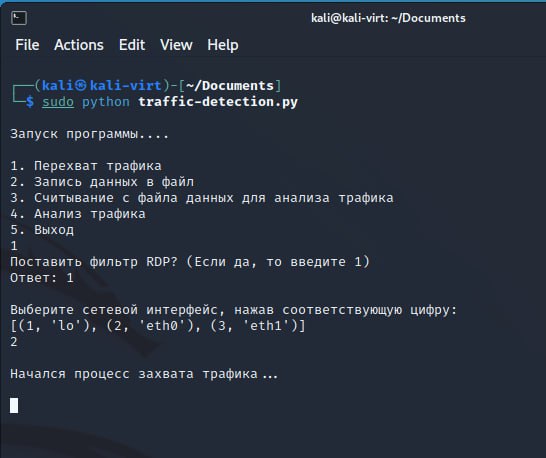 kali@kali-virt: ~/Documents
File Actions Edit View Help
┌──(kali㉿kali-virt)-[~/Documents]
└─$ sudo python traffic-detection.py
Запуск программы....
1. Перехват трафика
2. Запись данных в файл
3. Считывание с файла данных для анализа трафика
4. Анализ трафика
5. Выход
1
Поставить фильтр RDP? (Если да, то введите 1)
Ответ: 1
Выберите сетевой интерфейс, нажав соответствующую цифру:
[(1, 'lo'), (2, 'eth0'), (3, 'eth1')]
2
Начался процесс захвата трафика...